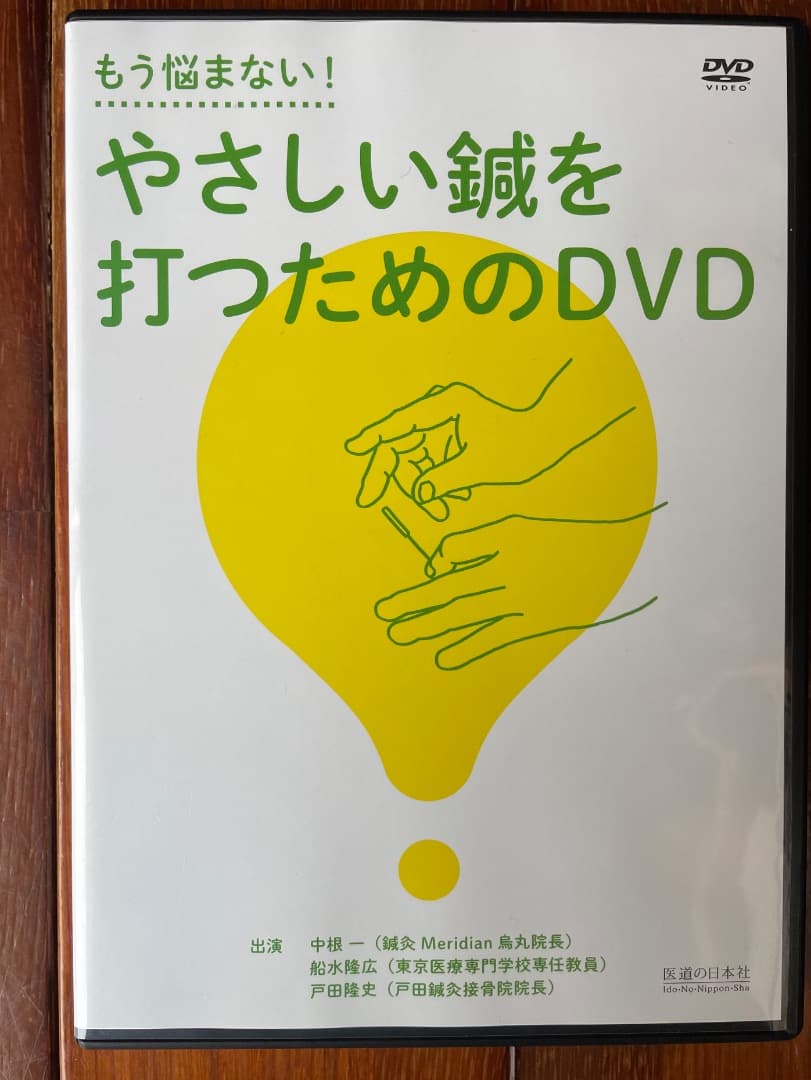 もう悩まない!
DVD
VIDEO
やさしい鍼を
打つためのDVD
出演 中根 一(鍼灸 Meridian 烏丸院長)
船水隆広(東京医療専門学校専任教員)
戸田隆史(戸田鍼灸接骨院院長)
医道の日本社
Ido・No・Nippon・Sha